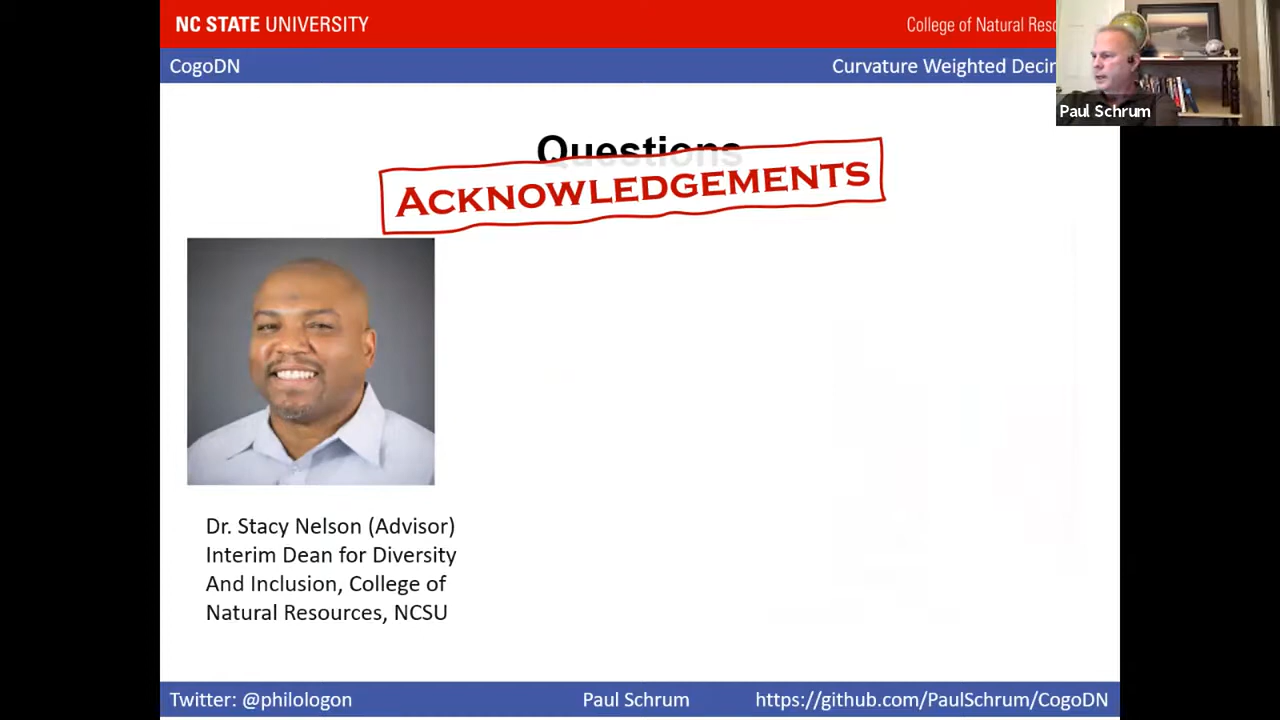 NC STATE UNIVERSITY
College of Natural Reso
CogoDN
Curvature Weighted Decim
Paul Schrum
Questions
ACKNOWLEDGEMENTS
Dr. Stacy Nelson (Advisor)
Interim Dean for Diversity
And Inclusion, College of
Natural Resources, NCSU
Twitter: @philologon
Paul Schrum
https://github.com/PaulSchrum/CogoDN